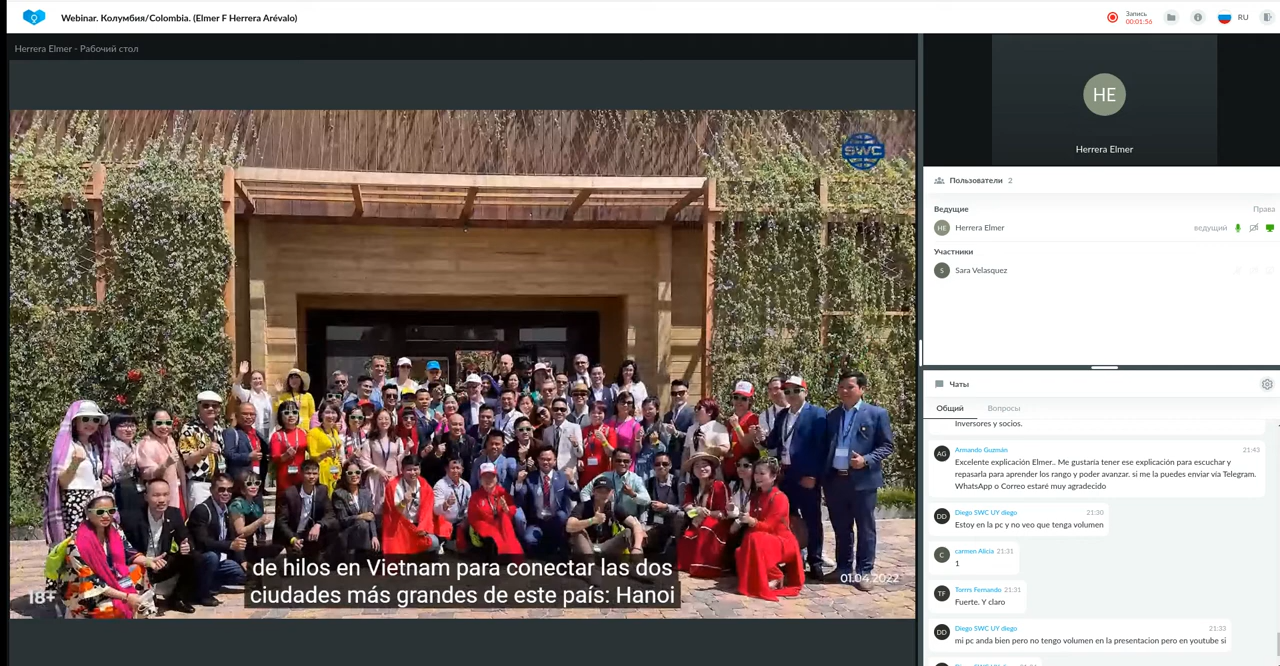 Webinar. Колумбия/Colombia. (Elmer F Herrera Arévalo)
Запись
00:01:56
RU
Herrera Elmer - Рабочий стол
SWC
de hilos en Vietnam para conectar las dos
ciudades más grandes de este país: Hanoi
18+
01.04.2022
HE
Herrera Elmer
Пользователи 2
Ведущие Права
HE Herrera Elmer ведущий
Участники
S Sara Velasquez
Чаты
Общий Вопросы
Inversores y socios.
AG Armando Guzmán 21:43
Excelente explicación Elmer.. Me gustaría tener ese explicación para escuchar y
repasarla para aprender los rango y poder avanzar. si me la puedes enviar vía Telegram.
WhatsApp o Correo estaré muy agradecido
DD Diego SWC UY diego 21:30
Estoy en la pc y no veo que tenga volumen
C carmen Alicia 21:31
1
TF Torrrs Fernando 21:31
Fuerte. Y claro
DD Diego SWC UY diego 21:33
mi pc anda bien pero no tengo volumen en la presentacion pero en youtube si